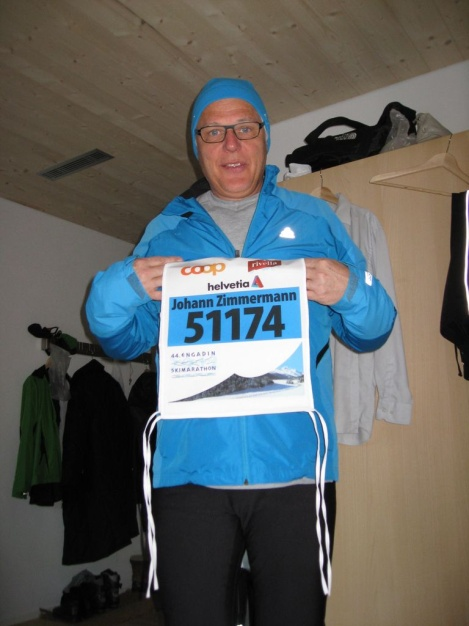 coop
rivella
helvetia
Johann Zimmermann
51174
44. ENGADIN
SKIMARATHON